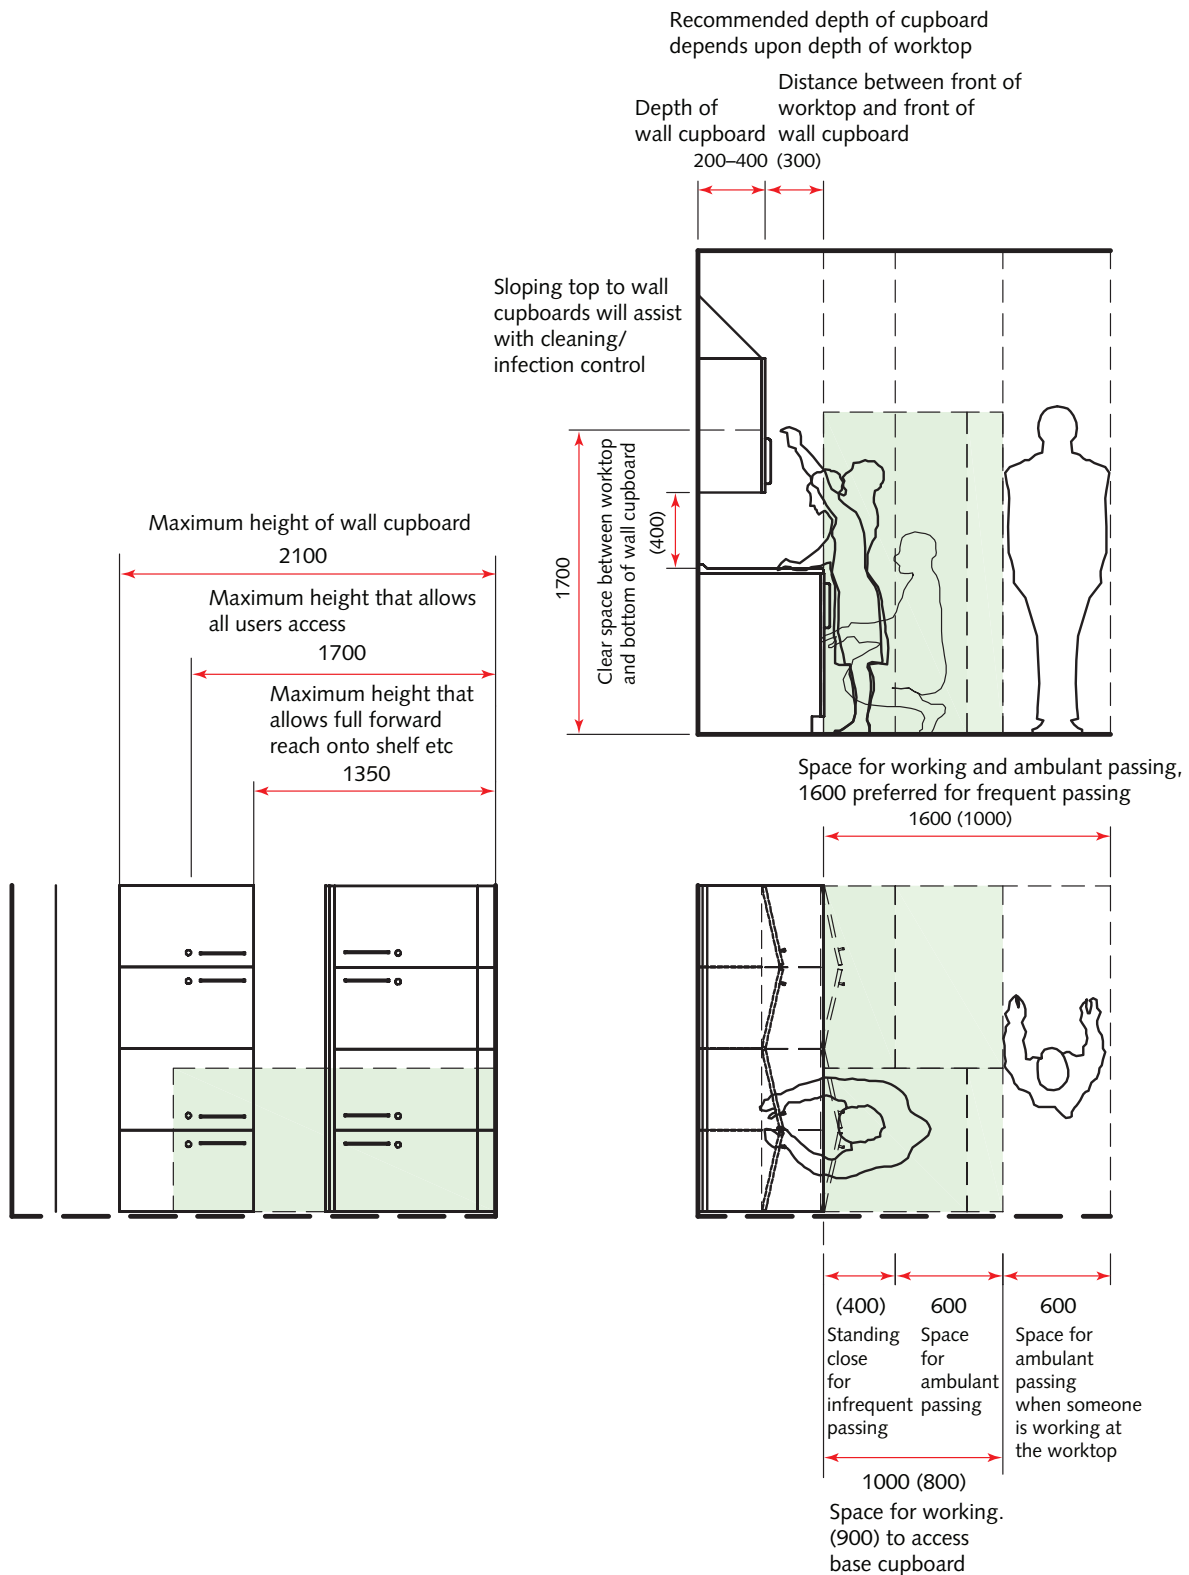 Recommended depth of cupboard
depends upon depth of worktop
Distance between front of
worktop and front of
wall cupboard
(300)
Depth of
wall cupboard
200–400
Sloping top to wall
cupboards will assist
with cleaning/
infection control
1700
Clear space between worktop
and bottom of wall cupboard
(400)
Maximum height of wall cupboard
2100
Maximum height that allows
all users access
1700
Maximum height that
allows full forward
reach onto shelf etc
1350
Space for working and ambulant passing,
1600 preferred for frequent passing
1600 (1000)
(400)
Standing
close
for
infrequent
passing
600
Space
for
ambulant
passing
600
Space for
ambulant
passing
when someone
is working at
the worktop
1000 (800)
Space for working.
(900) to access
base cupboard